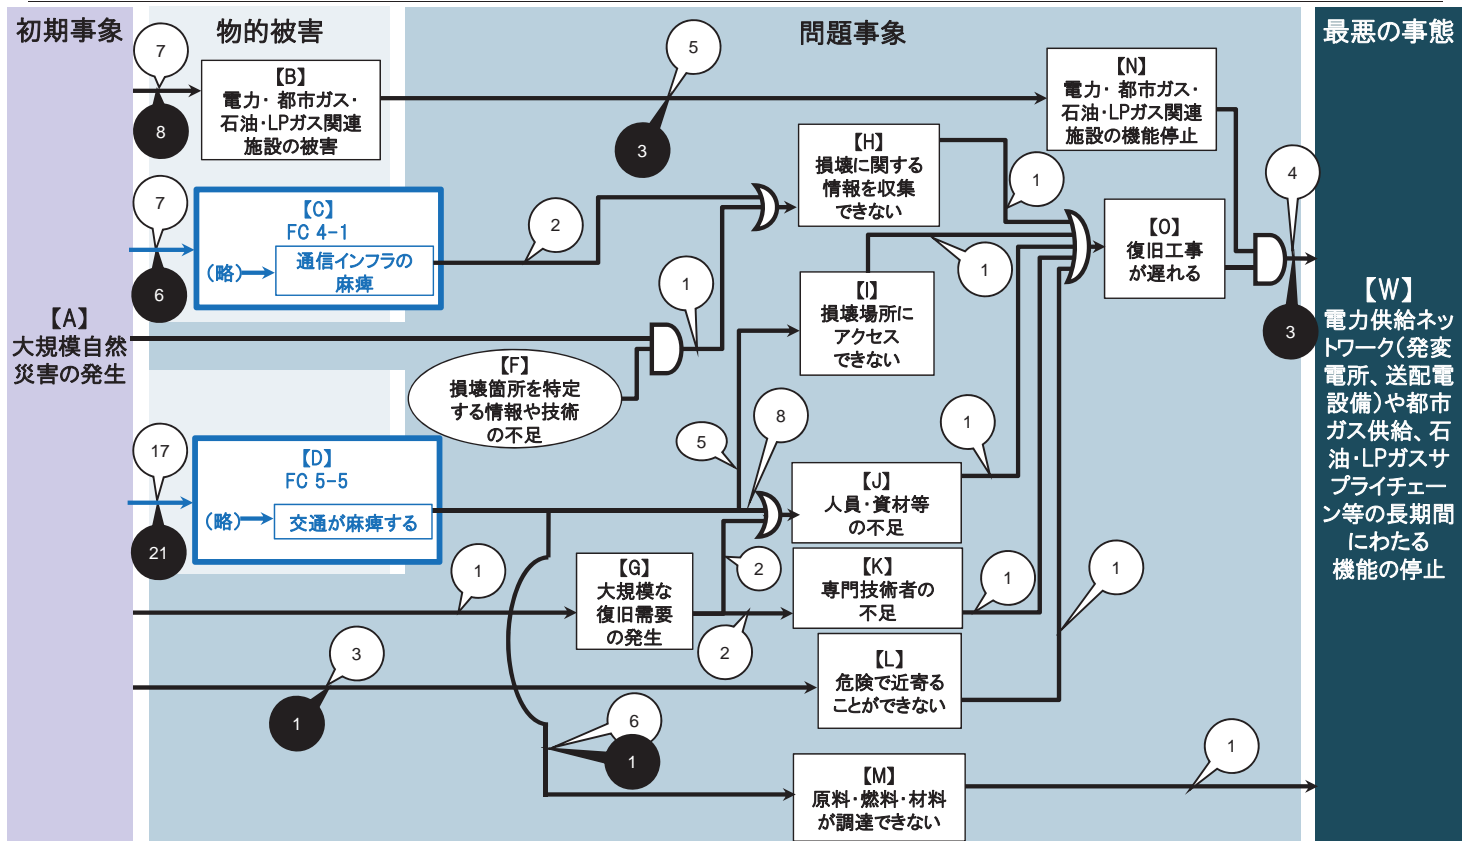 初期事象
物的被害
問題事象
最悪の事態
【A】
大規模自然
災害の発生
7
8
【B】
電力・都市ガス・
石油・LPガス関連
施設の被害
5
3
【N】
電力・都市ガス・
石油・LPガス関連
施設の機能停止
7
6
【C】
FC 4-1
(略)
通信インフラの
麻痺
2
【H】
損壊に関する
情報を収集
できない
1
4
3
【O】
復旧工事
が遅れる
1
【F】
損壊箇所を特定
する情報や技術
の不足
【I】
損壊場所に
アクセス
できない
1
17
21
【D】
FC 5-5
(略)
交通が麻痺する
5
8
【J】
人員・資材等
の不足
1
1
【G】
大規模な
復旧需要
の発生
2
2
【K】
専門技術者の
不足
1
1
3
1
【L】
危険で近寄る
ことができない
6
1
【M】
原料・燃料・材料
が調達できない
1
【W】
電力供給ネッ
トワーク(発変
電所、送配電
設備)や都市
ガス供給、石
油・LPガスサ
プライチェー
ン等の長期間
にわたる
機能の停止